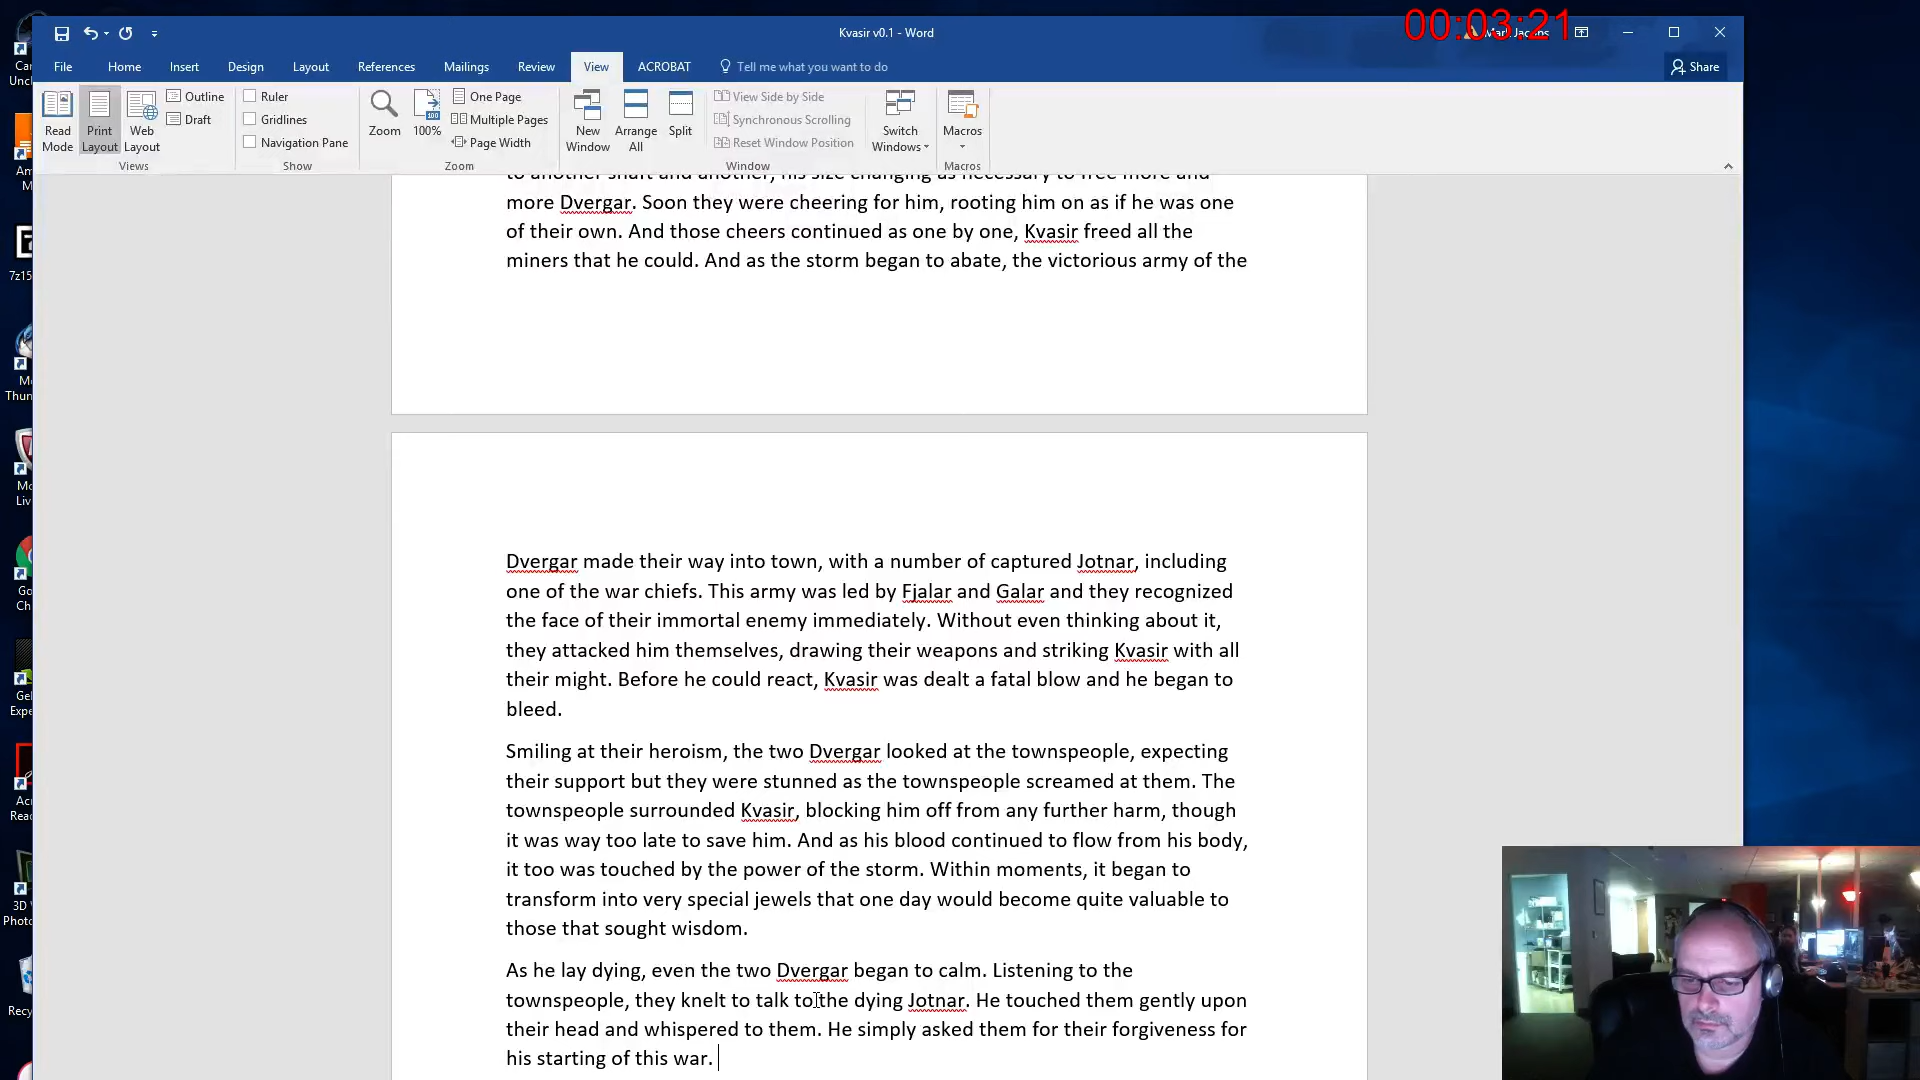 00:03:21
Kvasir v0.1 - Word
File Home Insert Design Layout References Mailings Review View ACROBAT Tell me what you want to do
Share
Read Mode
Print Layout
Web Layout
Outline
Draft
Views
Ruler
Gridlines
Navigation Pane
Show
Zoom
100%
One Page
Multiple Pages
Page Width
Zoom
New Window
Arrange All
Split
View Side by Side
Synchronous Scrolling
Reset Window Position
Window
Switch Windows
Macros
Macros
to another shaft and another, his size changing as necessary to free more and
more Dvergar. Soon they were cheering for him, rooting him on as if he was one
of their own. And those cheers continued as one by one, Kvasir freed all the
miners that he could. And as the storm began to abate, the victorious army of the
Dvergar made their way into town, with a number of captured Jotnar, including
one of the war chiefs. This army was led by Fjalar and Galar and they recognized
the face of their immortal enemy immediately. Without even thinking about it,
they attacked him themselves, drawing their weapons and striking Kvasir with all
their might. Before he could react, Kvasir was dealt a fatal blow and he began to
bleed.
Smiling at their heroism, the two Dvergar looked at the townspeople, expecting
their support but they were stunned as the townspeople screamed at them. The
townspeople surrounded Kvasir, blocking him off from any further harm, though
it was way too late to save him. And as his blood continued to flow from his body,
it too was touched by the power of the storm. Within moments, it began to
transform into very special jewels that one day would become quite valuable to
those that sought wisdom.
As he lay dying, even the two Dvergar began to calm. Listening to the
townspeople, they knelt to talk to the dying Jotnar. He touched them gently upon
their head and whispered to them. He simply asked them for their forgiveness for
his starting of this war.